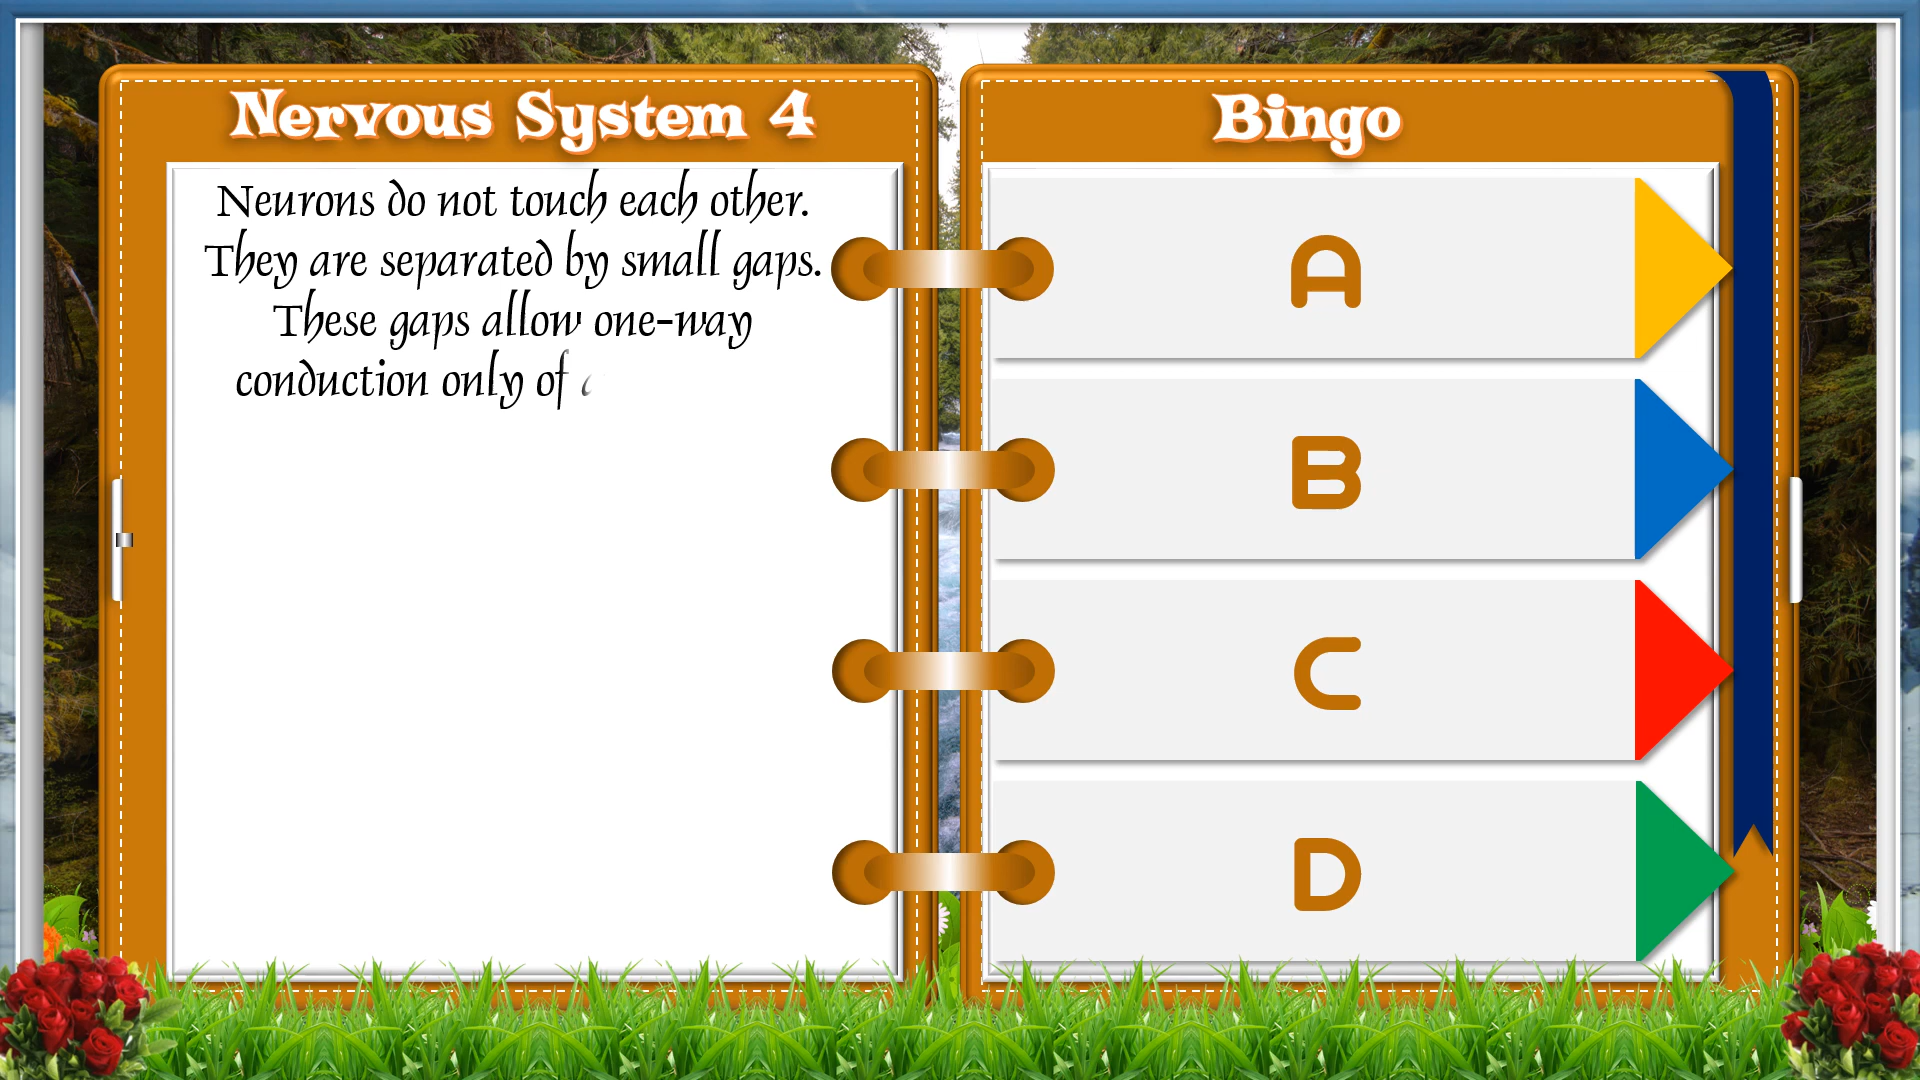 Nervous System 4
Neurons do not touch each other.
They are separated by small gaps.
These gaps allow one-way
conduction only of
Bingo
A
B
C
D